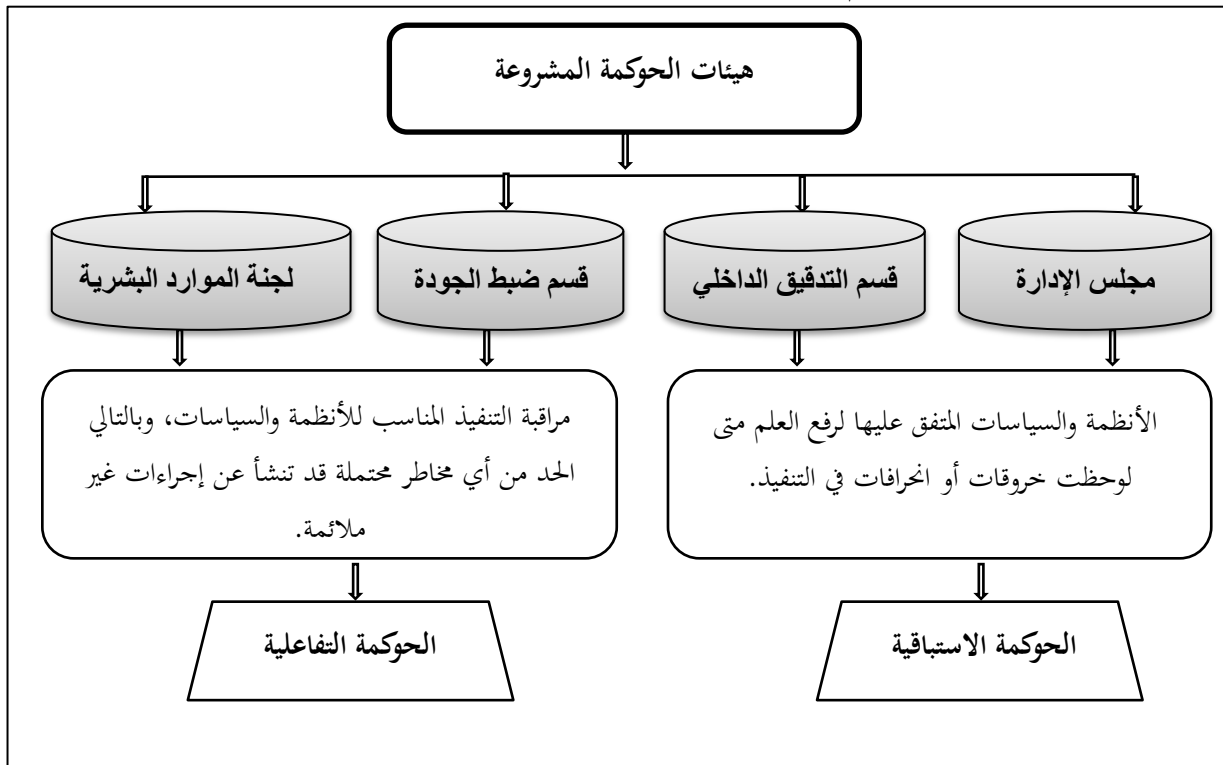 هيئات الحوكمة المشروعة
مجلس الإدارة
قسم التدقيق الداخلي
قسم ضبط الجودة
لجنة الموارد البشرية
الأنظمة والسياسات المتفق عليها لرفع العلم متى
لوحظت خروقات أو انحرافات في التنفيذ.
مراقبة التنفيذ المناسب للأنظمة والسياسات، وبالتالي
الحد من أي مخاطر محتملة قد تنشأ عن إجراءات غير
ملائمة.
الحوكمة الاستباقية
الحوكمة التفاعلية